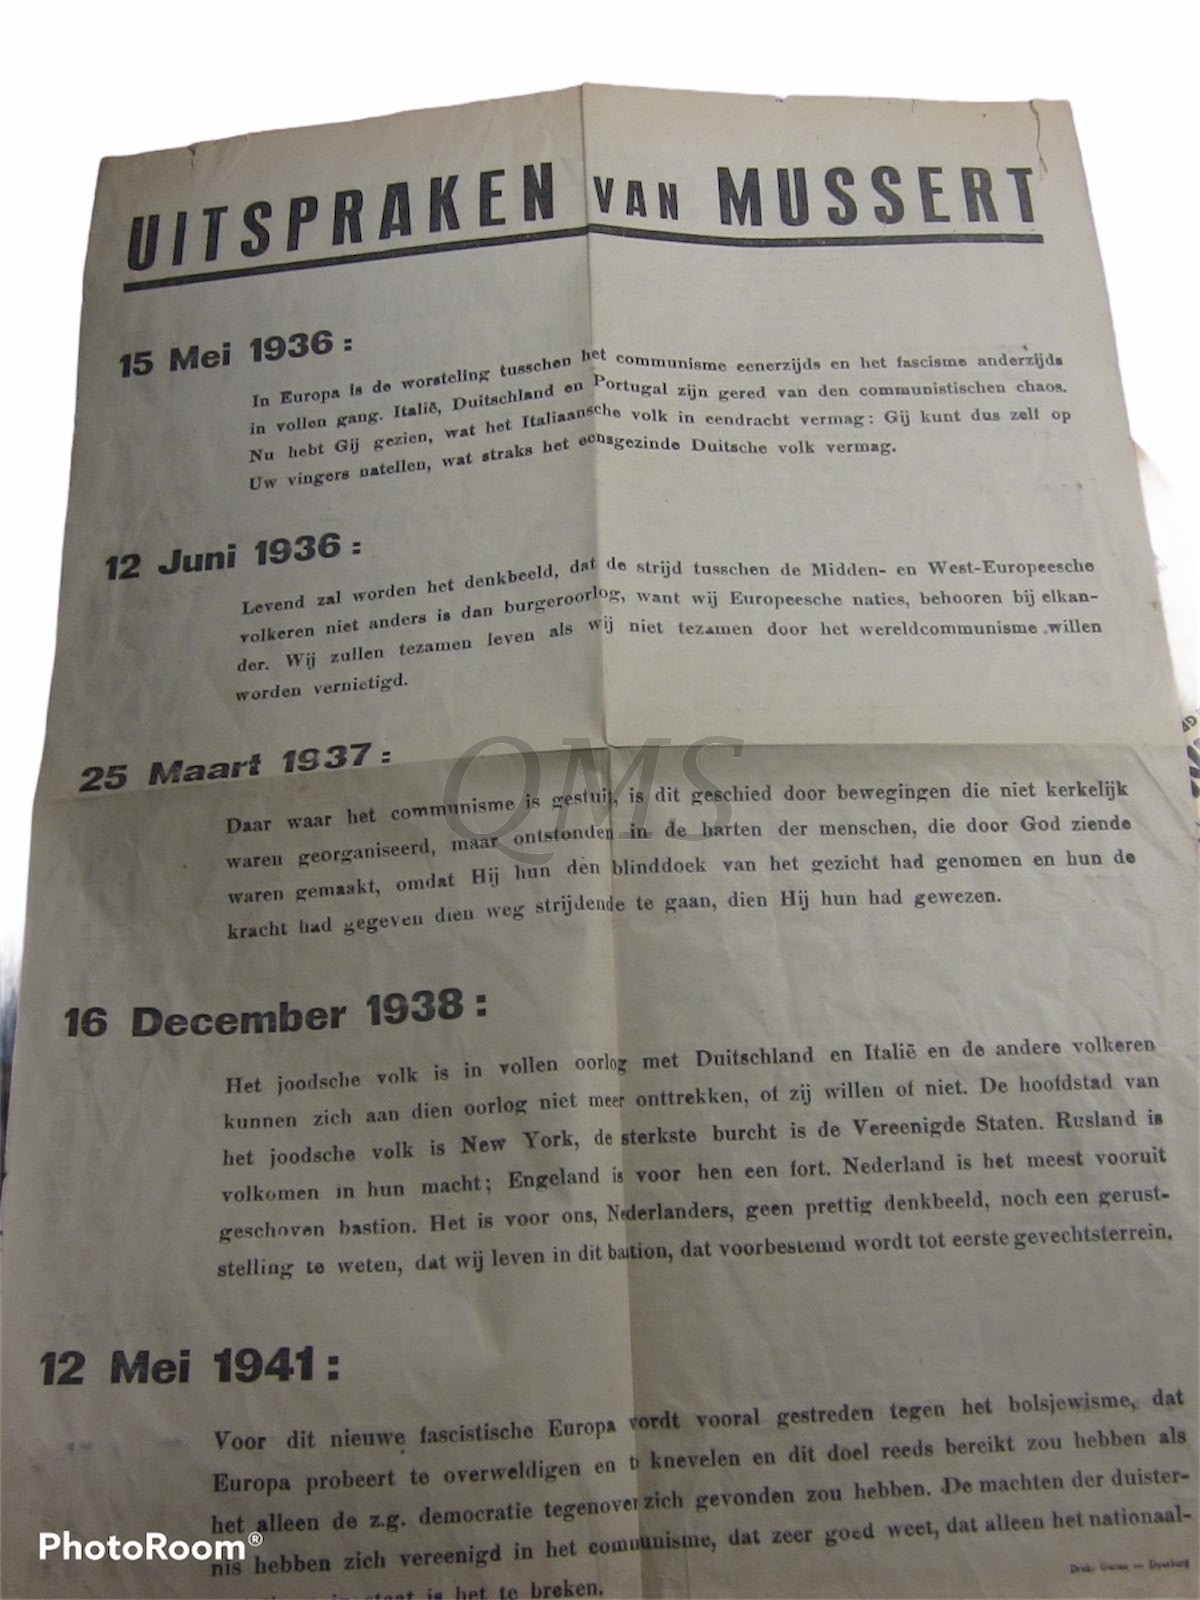 UITSPRAKEN VAN MUSSERT
15 Mei 1936:
In Europa is de worsteling tusschen het communisme eenerzijds en het fascisme anderzijds
in vollen gang. Italië, Duitschland en Portugal zijn gered van den communistischen chaos.
Nu hebt Gij gezien, wat het Italiaansche volk in eendracht vermag: Gij kunt dus zelf op
Uw vingers natellen, wat straks het eensgezinde Duitsche volk vermag.
12 Juni 1936:
Levend zal worden het denkbeeld, dat de strijd tusschen de Midden- en West-Europeesche
volkeren niet anders is dan burgeroorlog, want wij Europeesche naties, behooren bij elkan-
der. Wij zullen tezamen leven als wij niet tezamen door het wereldcommunisme willen
worden vernietigd.
25 Maart 1937:
Daar waar het communisme is gestuit, is dit geschied door bewegingen die niet kerkelijk
waren georganiseerd, maar ontstonden in de harten der menschen, die door God ziende
waren gemaakt, omdat Hij hun den blinddoek van het gezicht had genomen en hun de
kracht had gegeven dien weg strijdende te gaan, dien Hij hun had gewezen.
QMS
16 December 1938:
Het joodsche volk is in vollen oorlog met Duitschland en Italië en de andere volkeren
kunnen zich aan dien oorlog niet meer onttrekken, of zij willen of niet. De hoofdstad van
het joodsche volk is New York, de sterkste burcht is de Vereenigde Staten. Rusland is
volkomen in hun macht; Engeland is voor hen een fort. Nederland is het meest vooruit
geschoven bastion. Het is voor ons, Nederlanders, geen prettig denkbeeld, noch een gerust-
stelling te weten, dat wij leven in dit bastion, dat voorbestemd wordt tot eerste gevechtsterrein.
12 Mei 1941:
Voor dit nieuwe fascistische Europa wordt vooral gestreden tegen het bolsjewisme, dat
Europa probeert te overweldigen en te knevelen en dit doel reeds bereikt zou hebben als
het alleen de z.g. democratie tegenover zich gevonden zou hebben. De machten der duister-
nis hebben zich vereenigd in het communisme, dat zeer goed weet, dat alleen het nationaal-
in staat is het te breken.
Druk: — Doesburg
PhotoRoom®